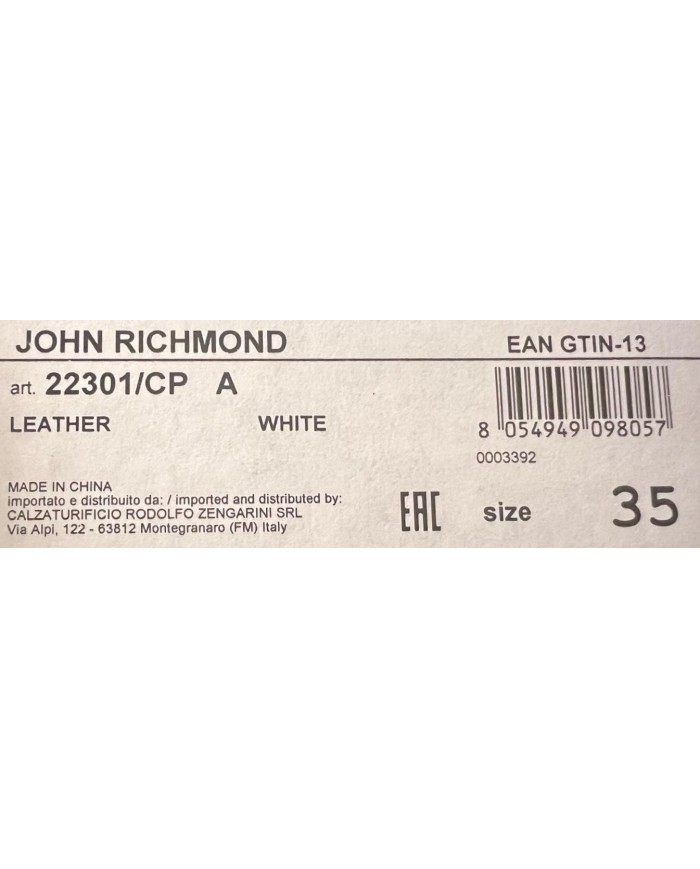 JOHN RICHMOND
EAN GTIN-13
art. 22301/CP A
LEATHER WHITE
8 054949 098057
0003392
MADE IN CHINA
importato e distribuito da: / imported and distributed by:
CALZATURIFICIO RODOLFO ZENGARINI SRL
Via Alpi, 122 - 63812 Montegranaro (FM) Italy
EAC
size 35